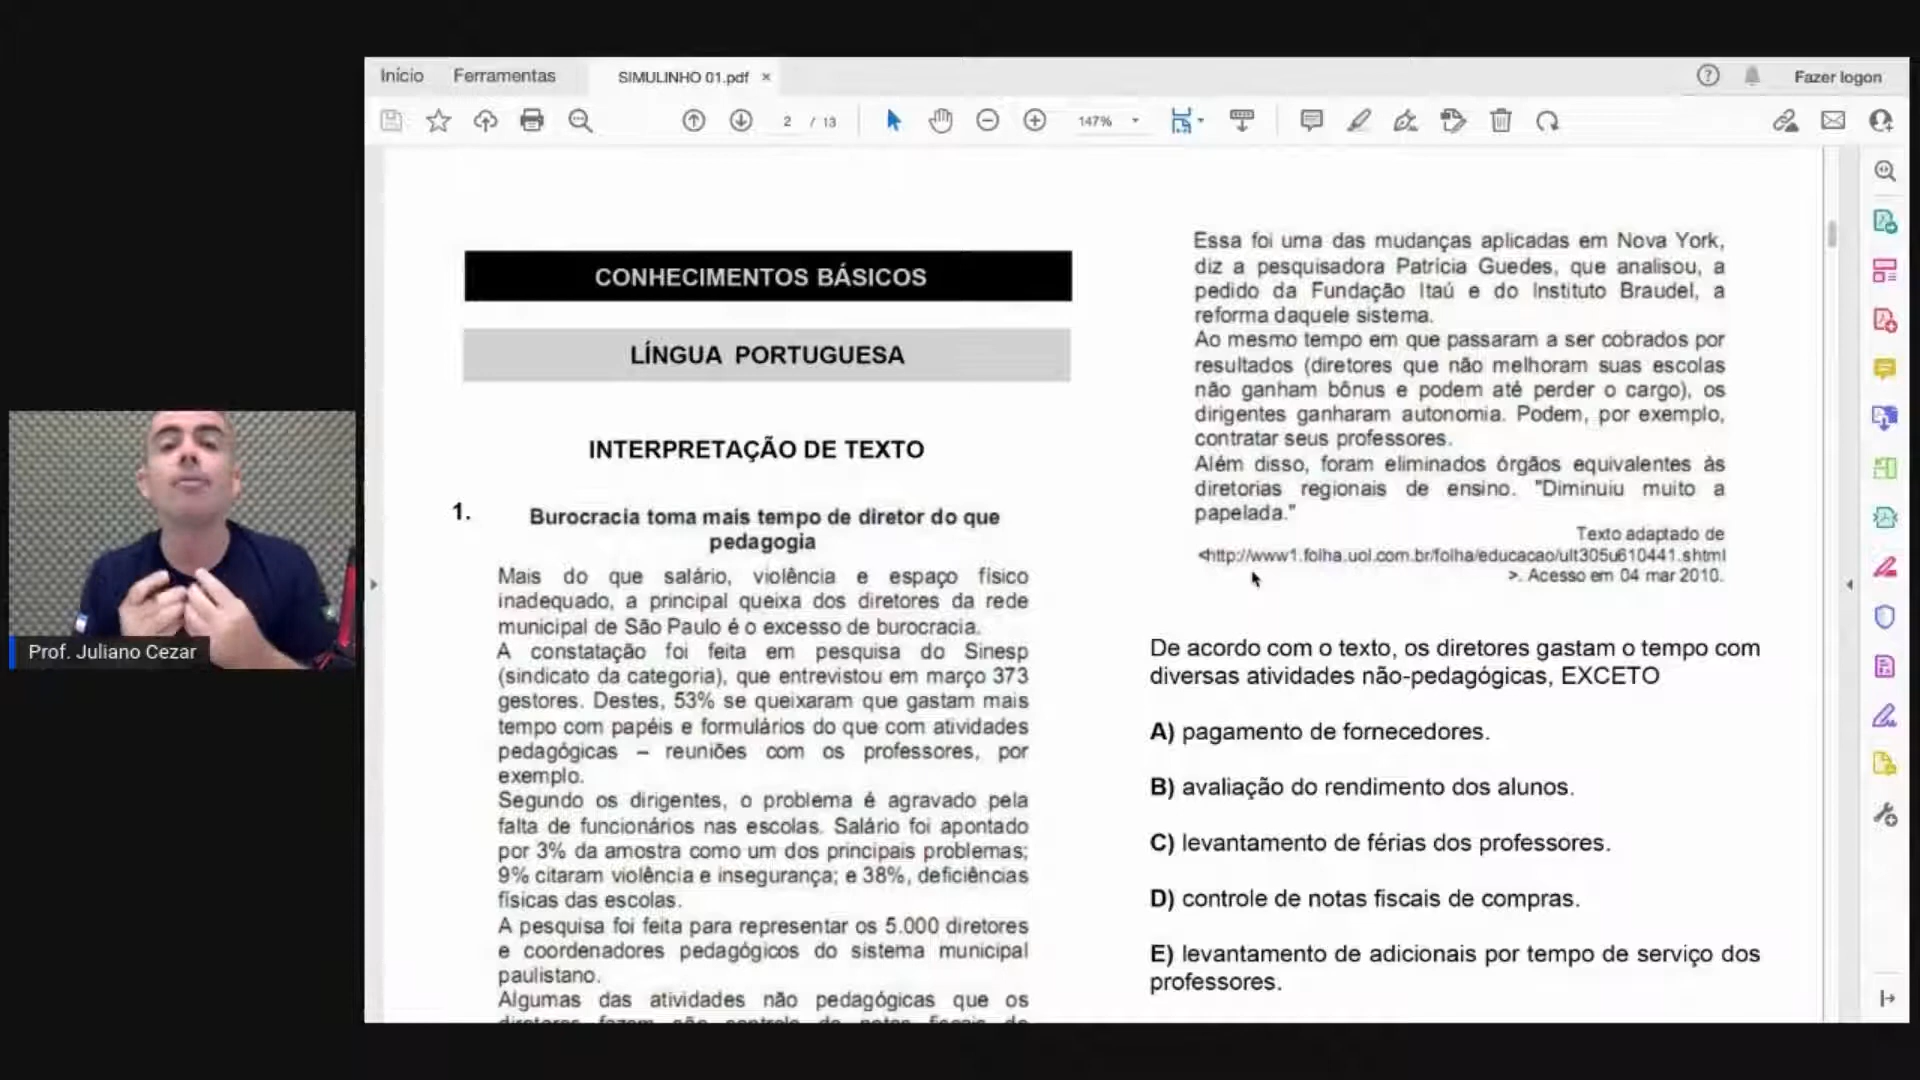 Início
Ferramentas
SIMULINHO 01.pdf
Fazer logon
2 / 13
147%
CONHECIMENTOS BÁSICOS
LÍNGUA PORTUGUESA
INTERPRETAÇÃO DE TEXTO
1.
Burocracia toma mais tempo de diretor do que
pedagogia
Mais do que salário, violência e espaço físico
inadequado, a principal queixa dos diretores da rede
municipal de São Paulo é o excesso de burocracia.
A constatação foi feita em pesquisa do Sinesp
(sindicato da categoria), que entrevistou em março 373
gestores. Destes, 53% se queixaram que gastam mais
tempo com papéis e formulários do que com atividades
pedagógicas – reuniões com os professores, por
exemplo.
Segundo os dirigentes, o problema é agravado pela
falta de funcionários nas escolas. Salário foi apontado
por 3% da amostra como um dos principais problemas;
9% citaram violência e insegurança; e 38%, deficiências
físicas das escolas.
A pesquisa foi feita para representar os 5.000 diretores
e coordenadores pedagógicos do sistema municipal
paulistano.
Algumas das atividades não pedagógicas que os
diretores fazem são controle de notas fiscais de
Essa foi uma das mudanças aplicadas em Nova York,
diz a pesquisadora Patrícia Guedes, que analisou, a
pedido da Fundação Itaú e do Instituto Braudel, a
reforma daquele sistema.
Ao mesmo tempo em que passaram a ser cobrados por
resultados (diretores que não melhoram suas escolas
não ganham bônus e podem até perder o cargo), os
dirigentes ganharam autonomia. Podem, por exemplo,
contratar seus professores.
Além disso, foram eliminados órgãos equivalentes às
diretorias regionais de ensino. "Diminuiu muito a
papelada."
Texto adaptado de
<http://www1.folha.uol.com.br/folha/educacao/ult305u610441.shtml
>. Acesso em 04 mar 2010.
De acordo com o texto, os diretores gastam o tempo com
diversas atividades não-pedagógicas, EXCETO
A) pagamento de fornecedores.
B) avaliação do rendimento dos alunos.
C) levantamento de férias dos professores.
D) controle de notas fiscais de compras.
E) levantamento de adicionais por tempo de serviço dos
professores.
Prof. Juliano Cezar